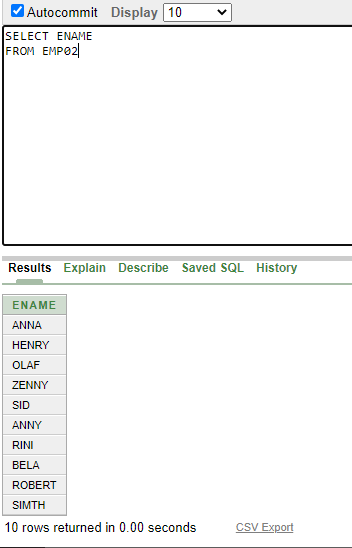 Autocommit Display 10
SELECT ENAME
FROM EMP02
Results Explain Describe Saved SQL History
ENAME
ANNA
HENRY
OLAF
ZENNY
SID
ANNY
RINI
BELA
ROBERT
SIMTH
10 rows returned in 0.00 seconds CSV Export